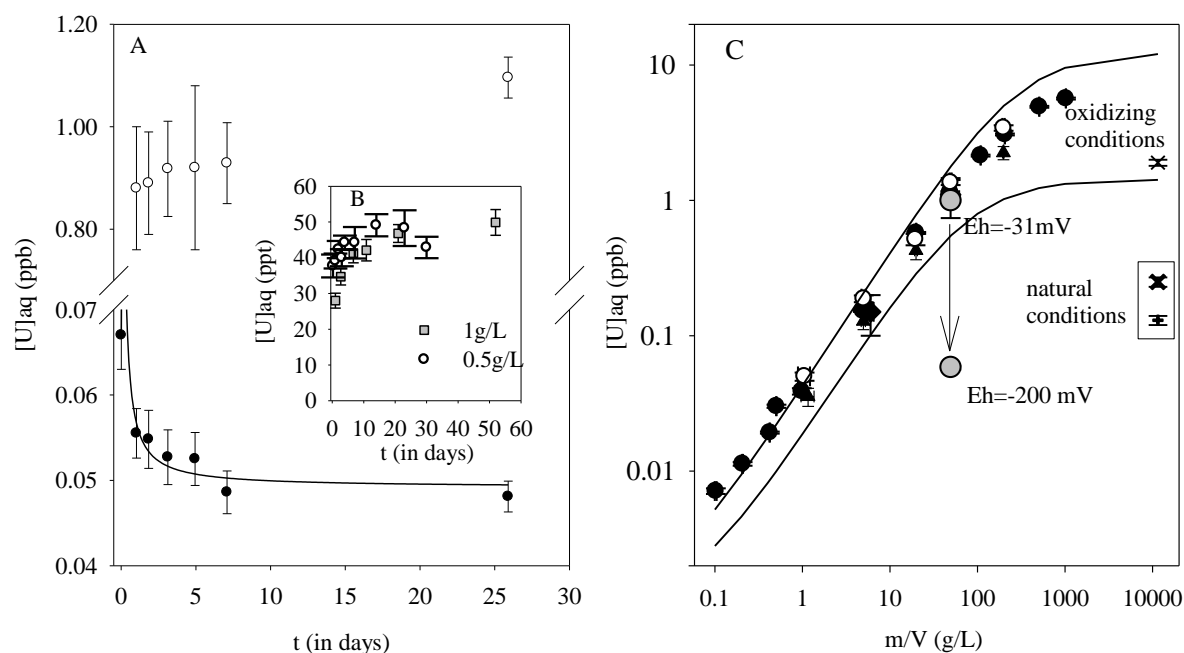 A
1.20
1.00
0.80
0.07
0.06
0.05
0.04
[U]aq (ppb)
[U]aq (ppb)
0 5 10 15 20 25 30
t (in days)
B
60
50
40
30
20
10
0
[U]aq (ppt)
1g/L
0.5g/L
0 10 20 30 40 50 60
t (in days)
C
10
1
0.1
0.01
[U]aq (ppb)
oxidizing
conditions
Eh=-31mV
natural
conditions
Eh=-200 mV
0.1 1 10 100 1000 10000
m/V (g/L)